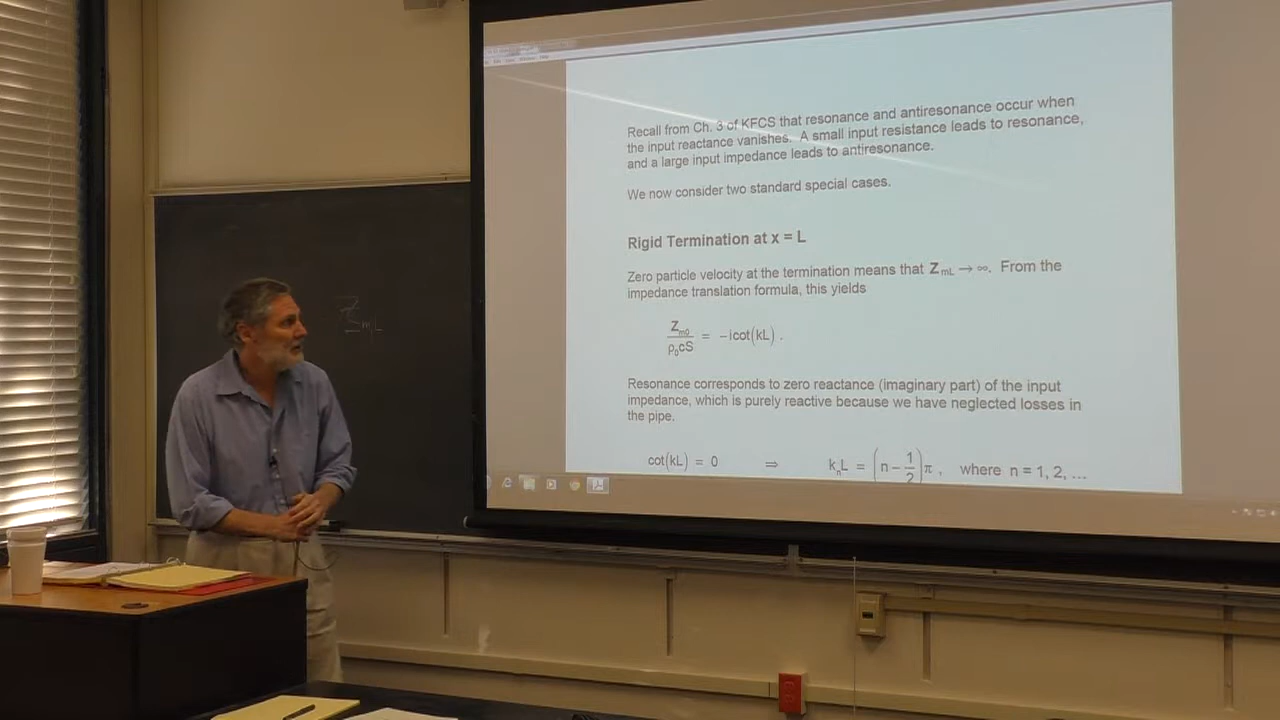 Recall from Ch. 3 of KFCS that resonance and antiresonance occur when
the input reactance vanishes. A small input resistance leads to resonance,
and a large input impedance leads to antiresonance.
We now consider two standard special cases.
Rigid Termination at x = L
Zero particle velocity at the termination means that Z_mL → ∞. From the
impedance translation formula, this yields
Z_m0 / ρ₀cS = −icot(kL) .
Resonance corresponds to zero reactance (imaginary part) of the input
impedance, which is purely reactive because we have neglected losses in
the pipe.
cot(kL) = 0 ⇒ k_nL = (n − 1/2)π , where n = 1, 2, ...